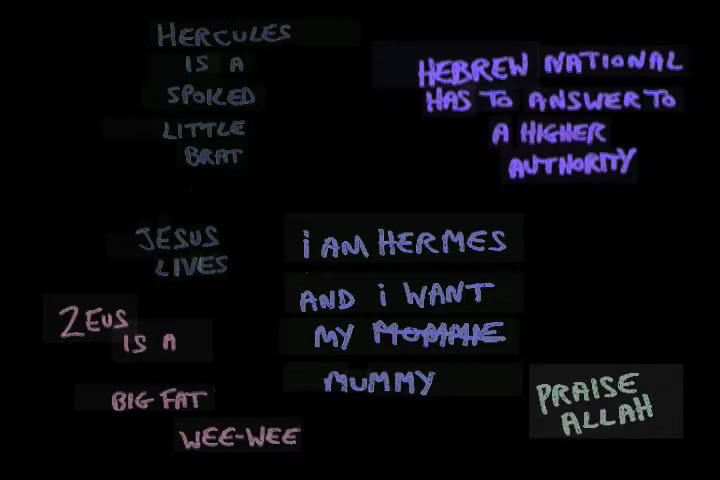 HERCULES
IS A
SPOILED
LITTLE
BRAT
HEBREW NATIONAL
HAS TO ANSWER TO
A HIGHER
AUTHORITY
JESUS
LIVES
i AM HERMES
AND i WANT
MY MOMMIE
MUMMY
ZEUS
IS A
BIG FAT
WEE-WEE
PRAISE
ALLAH